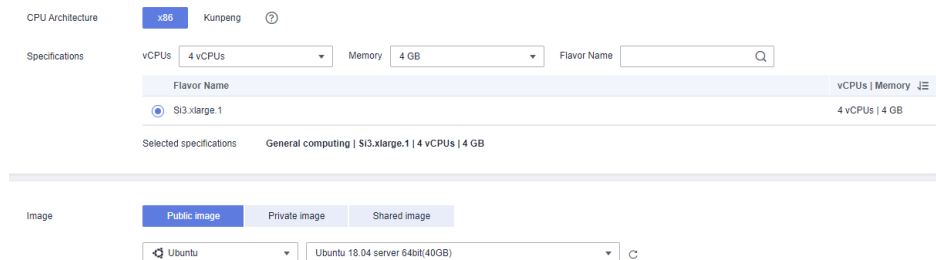 CPU Architecture x86 Kunpeng ?
Specifications vCPUs 4 vCPUs Memory 4 GB Flavor Name
Flavor Name vCPUs | Memory
Si3.xlarge.1 4 vCPUs | 4 GB
Selected specifications General computing | Si3.xlarge.1 | 4 vCPUs | 4 GB
Image Public image Private image Shared image
Ubuntu Ubuntu 18.04 server 64bit(40GB)